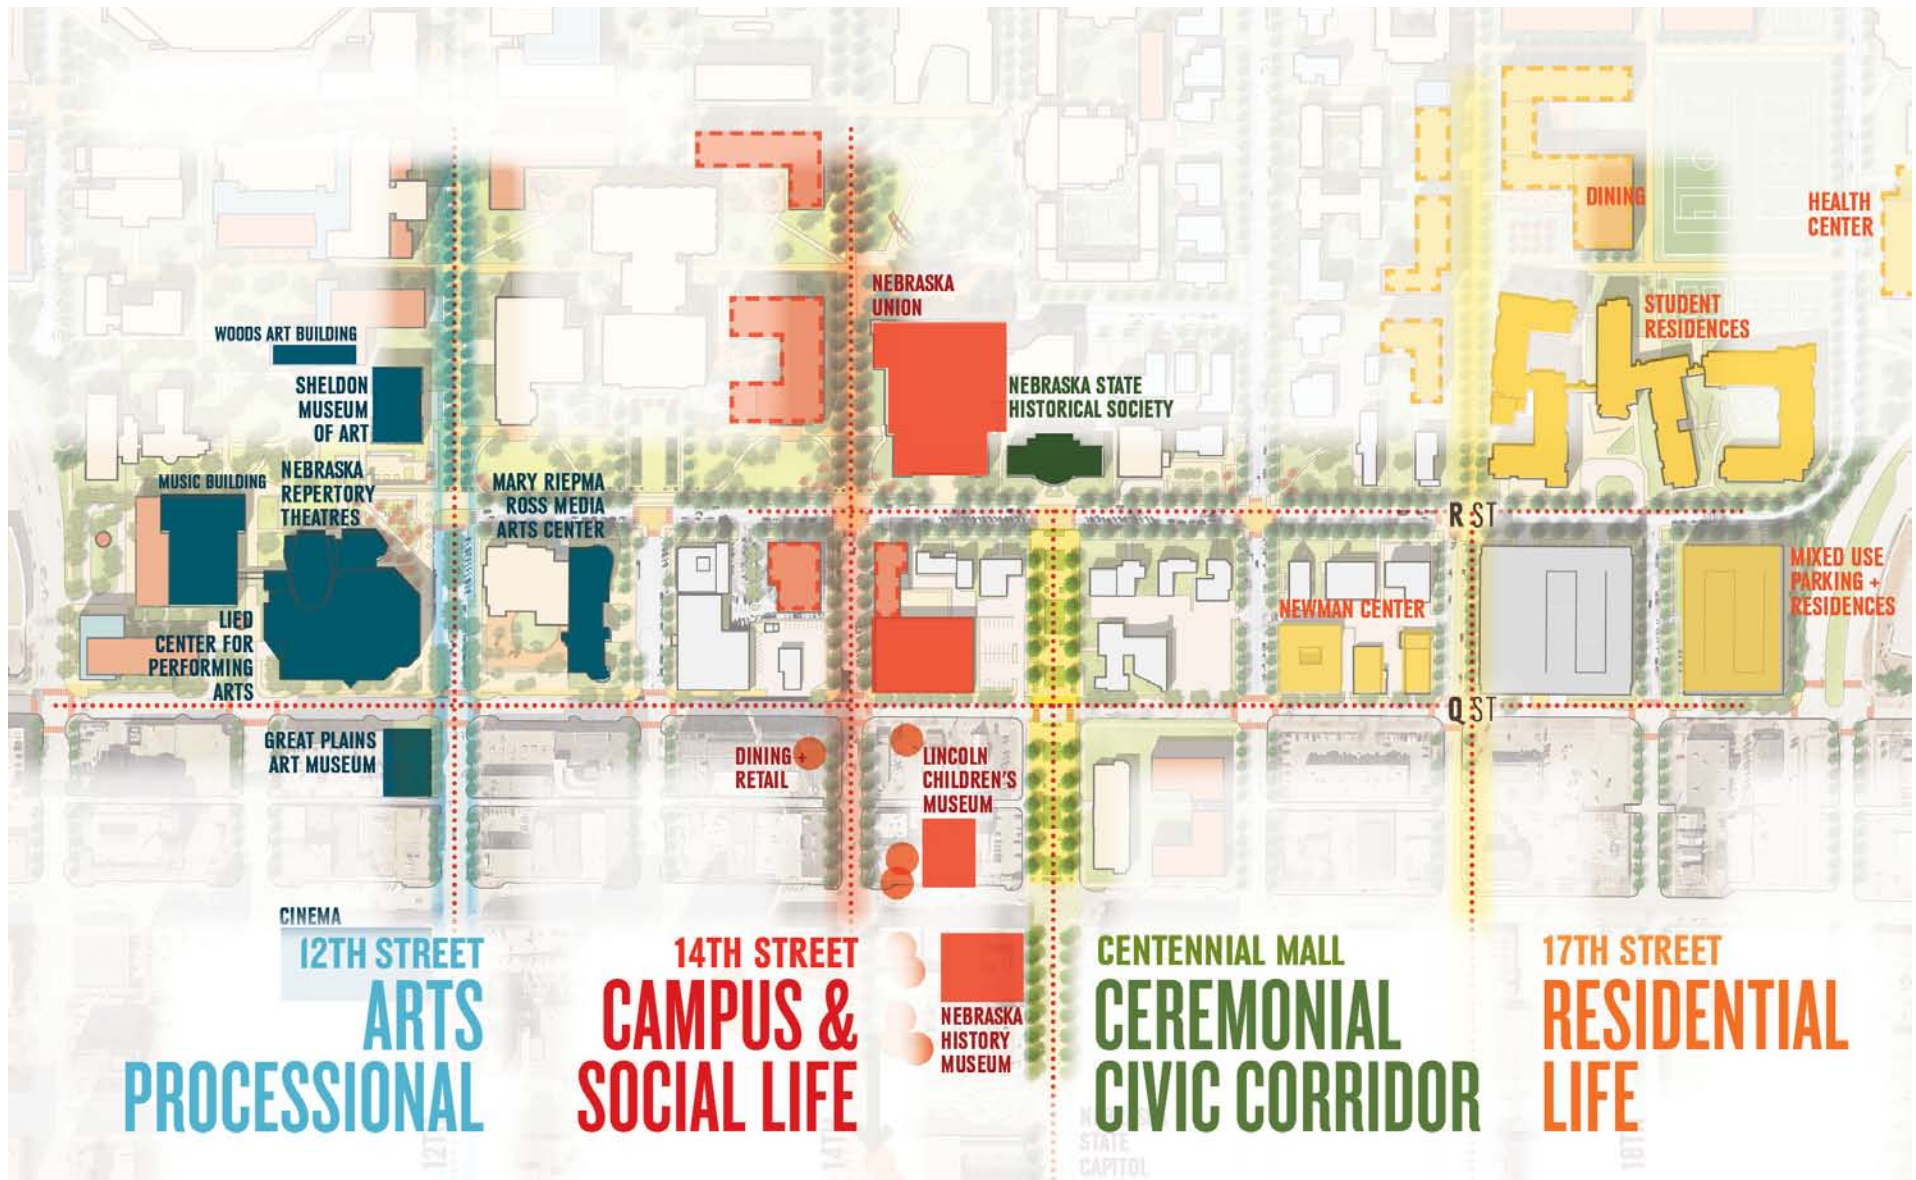 DINING
HEALTH
CENTER
NEBRASKA
UNION
STUDENT
RESIDENCES
WOODS ART BUILDING
SHELDON
MUSEUM
OF ART
NEBRASKA STATE
HISTORICAL SOCIETY
MUSIC BUILDING
NEBRASKA
REPERTORY
THEATRES
MARY RIEPMA
ROSS MEDIA
ARTS CENTER
R ST
MIXED USE
PARKING +
RESIDENCES
NEWMAN CENTER
LIED
CENTER FOR
PERFORMING
ARTS
Q ST
GREAT PLAINS
ART MUSEUM
DINING +
RETAIL
LINCOLN
CHILDREN'S
MUSEUM
CINEMA
12TH STREET
ARTS
PROCESSIONAL
14TH STREET
CAMPUS &
SOCIAL LIFE
NEBRASKA
HISTORY
MUSEUM
CENTENNIAL MALL
CEREMONIAL
CIVIC CORRIDOR
17TH STREET
RESIDENTIAL
LIFE
12TH
14TH
STATE
CAPITOL
18TH